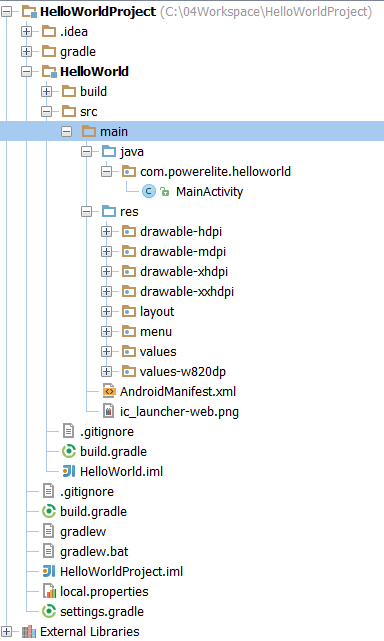 HelloWorldProject (C:\04Workspace\HelloWorldProject)
.idea
gradle
HelloWorld
build
src
main
java
com.powerelite.helloworld
C MainActivity
res
drawable-hdpi
drawable-mdpi
drawable-xhdpi
drawable-xxhdpi
layout
menu
values
values-w820dp
AndroidManifest.xml
ic_launcher-web.png
.gitignore
build.gradle
HelloWorld.iml
.gitignore
build.gradle
gradlew
gradlew.bat
HelloWorldProject.iml
local.properties
settings.gradle
External Libraries